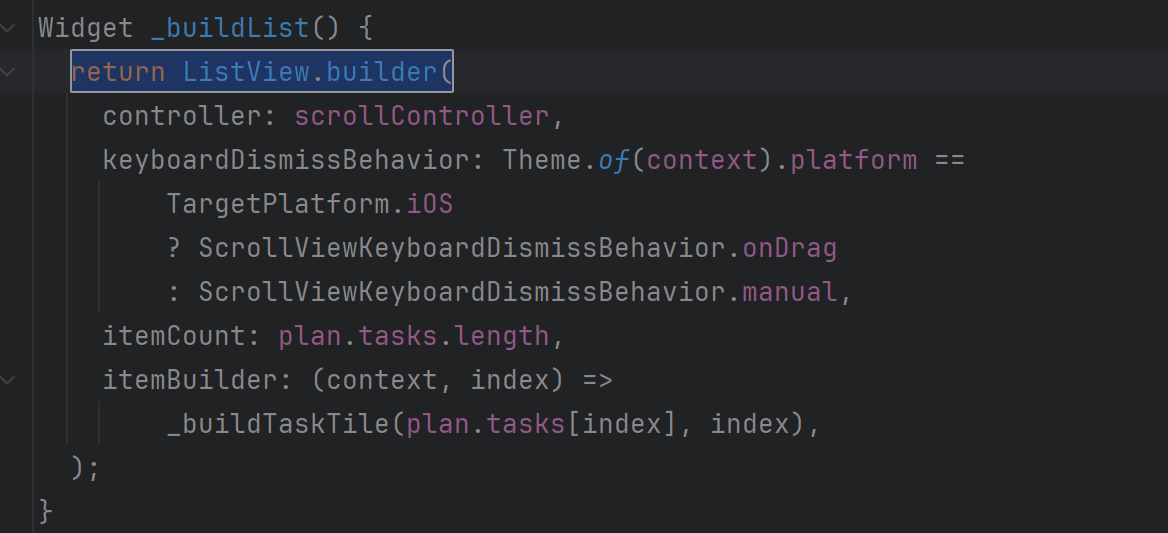 Widget _buildList() {
return ListView.builder(
controller: scrollController,
keyboardDismissBehavior: Theme.of(context).platform ==
TargetPlatform.iOS
? ScrollViewKeyboardDismissBehavior.onDrag
: ScrollViewKeyboardDismissBehavior.manual,
itemCount: plan.tasks.length,
itemBuilder: (context, index) =>
_buildTaskTile(plan.tasks[index], index),
);
}